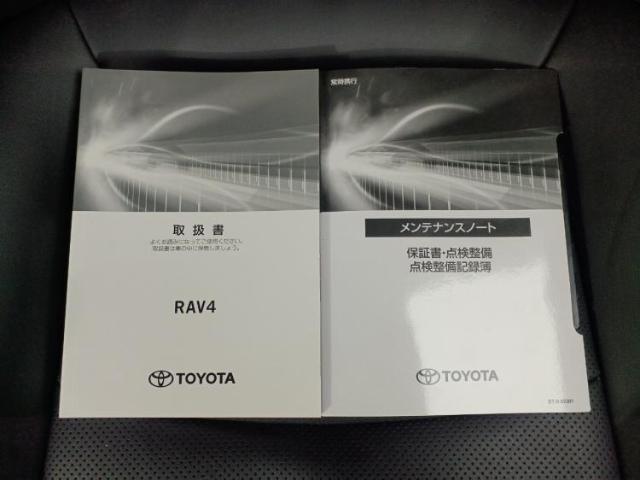 取扱書
よくお読みになってご使用ください。
取扱書は車の中に保管しましょう。
RAV4
TOYOTA
常時携行
メンテナンスノート
保証書・点検整備
点検整備記録簿
TOYOTA